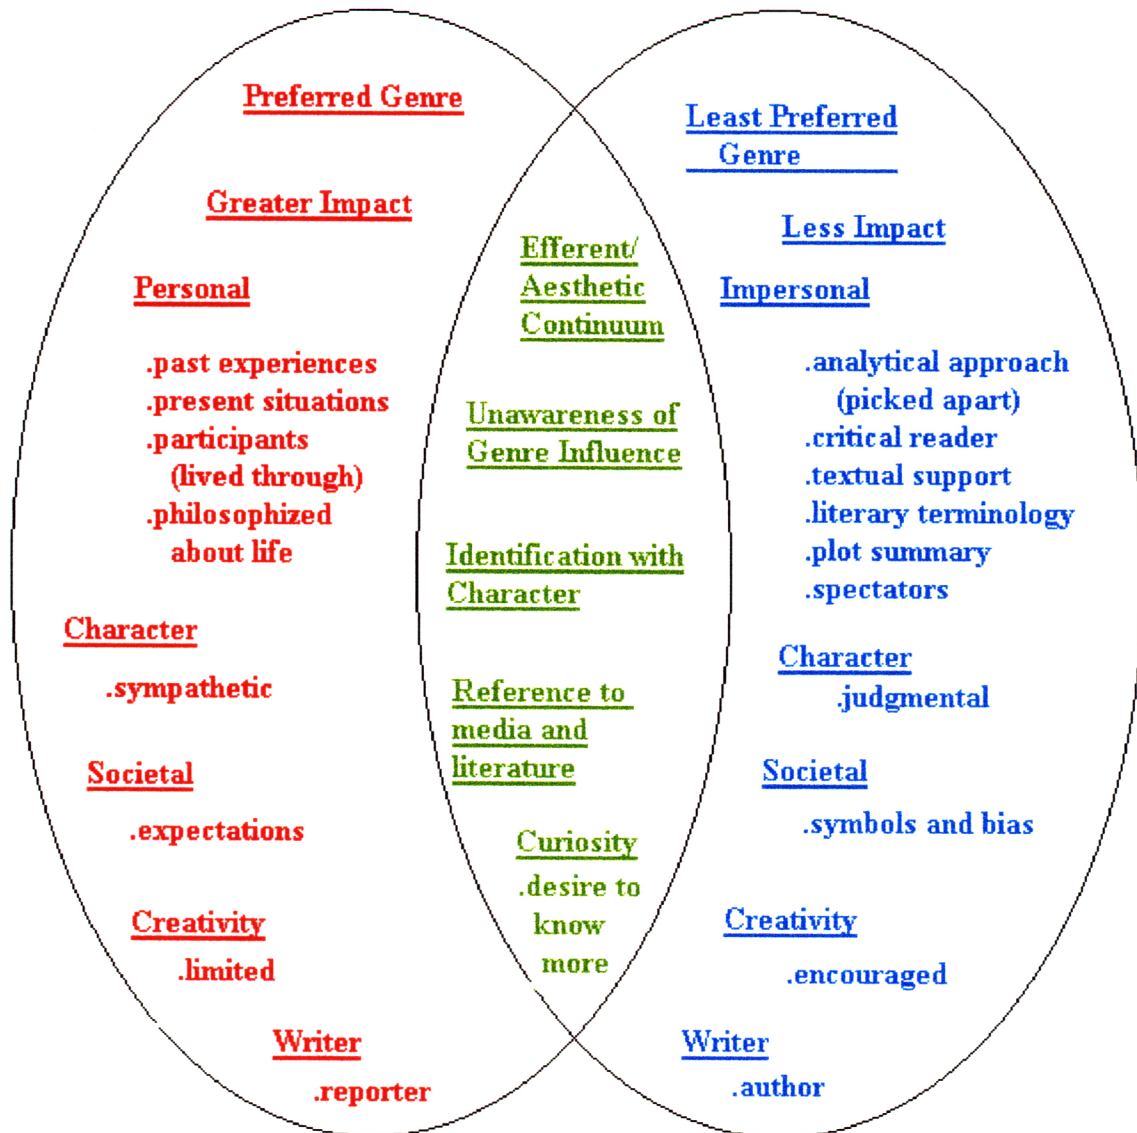 Preferred Genre
Greater Impact
Personal
.past experiences
.present situations
.participants
(lived through)
.philosophized
about life
Character
.sympathetic
Societal
.expectations
Creativity
.limited
Writer
.reporter
Efferent/
Aesthetic
Continuum
Unawareness of
Genre Influence
Identification with
Character
Reference to
media and
literature
Curiosity
.desire to
know
more
Least Preferred
Genre
Less Impact
Impersonal
.analytical approach
(picked apart)
.critical reader
.textual support
.literary terminology
.plot summary
.spectators
Character
.judgmental
Societal
.symbols and bias
Creativity
.encouraged
Writer
.author